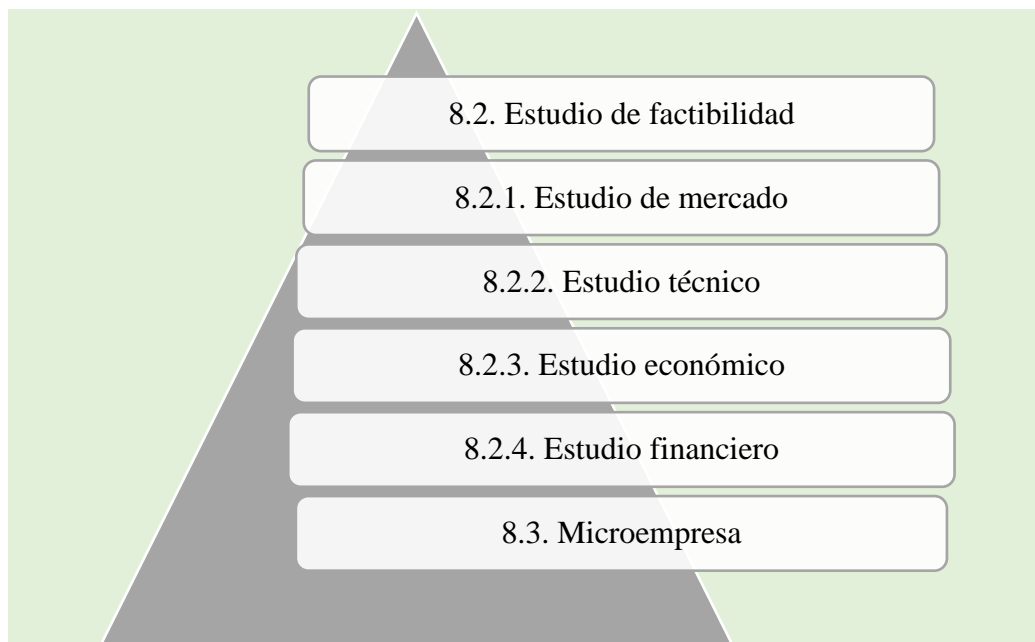 8.2. Estudio de factibilidad
8.2.1. Estudio de mercado
8.2.2. Estudio técnico
8.2.3. Estudio económico
8.2.4. Estudio financiero
8.3. Microempresa